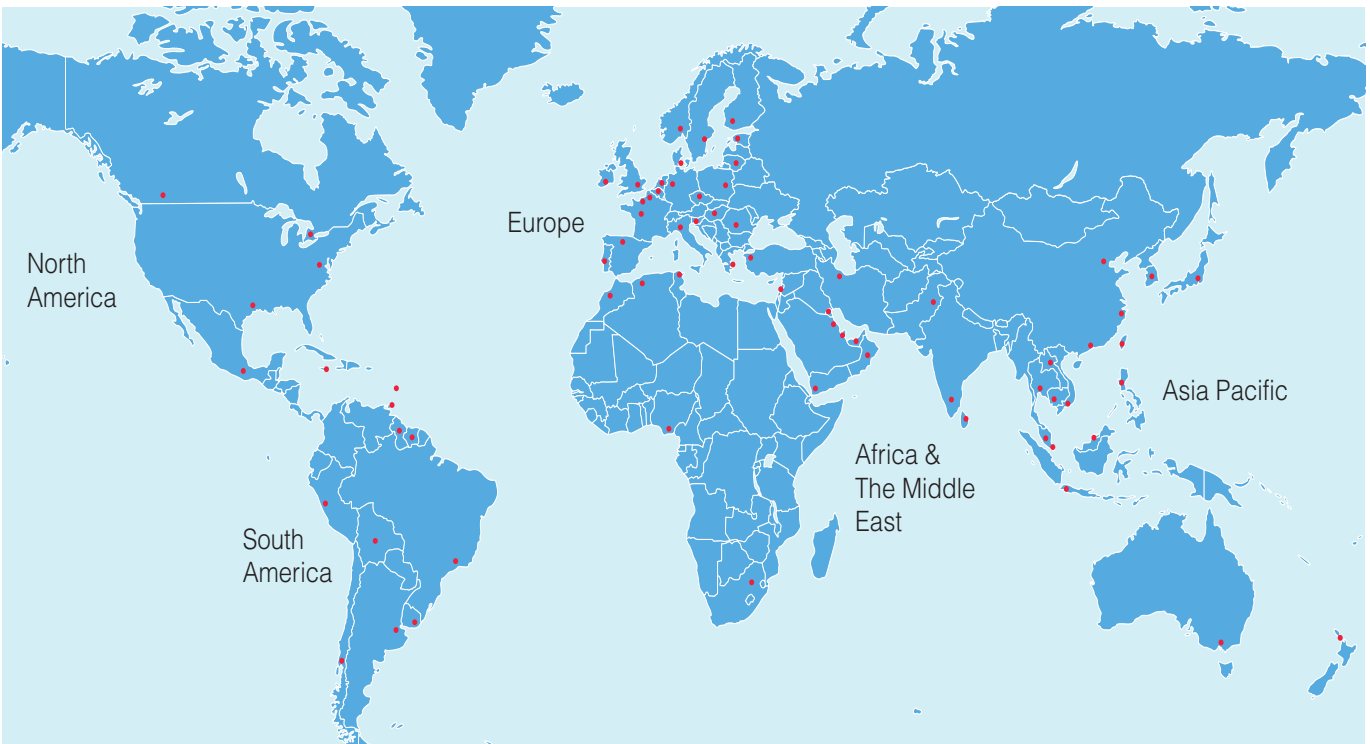 Europe
North
America
Asia Pacific
Africa &
The Middle
East
South
America